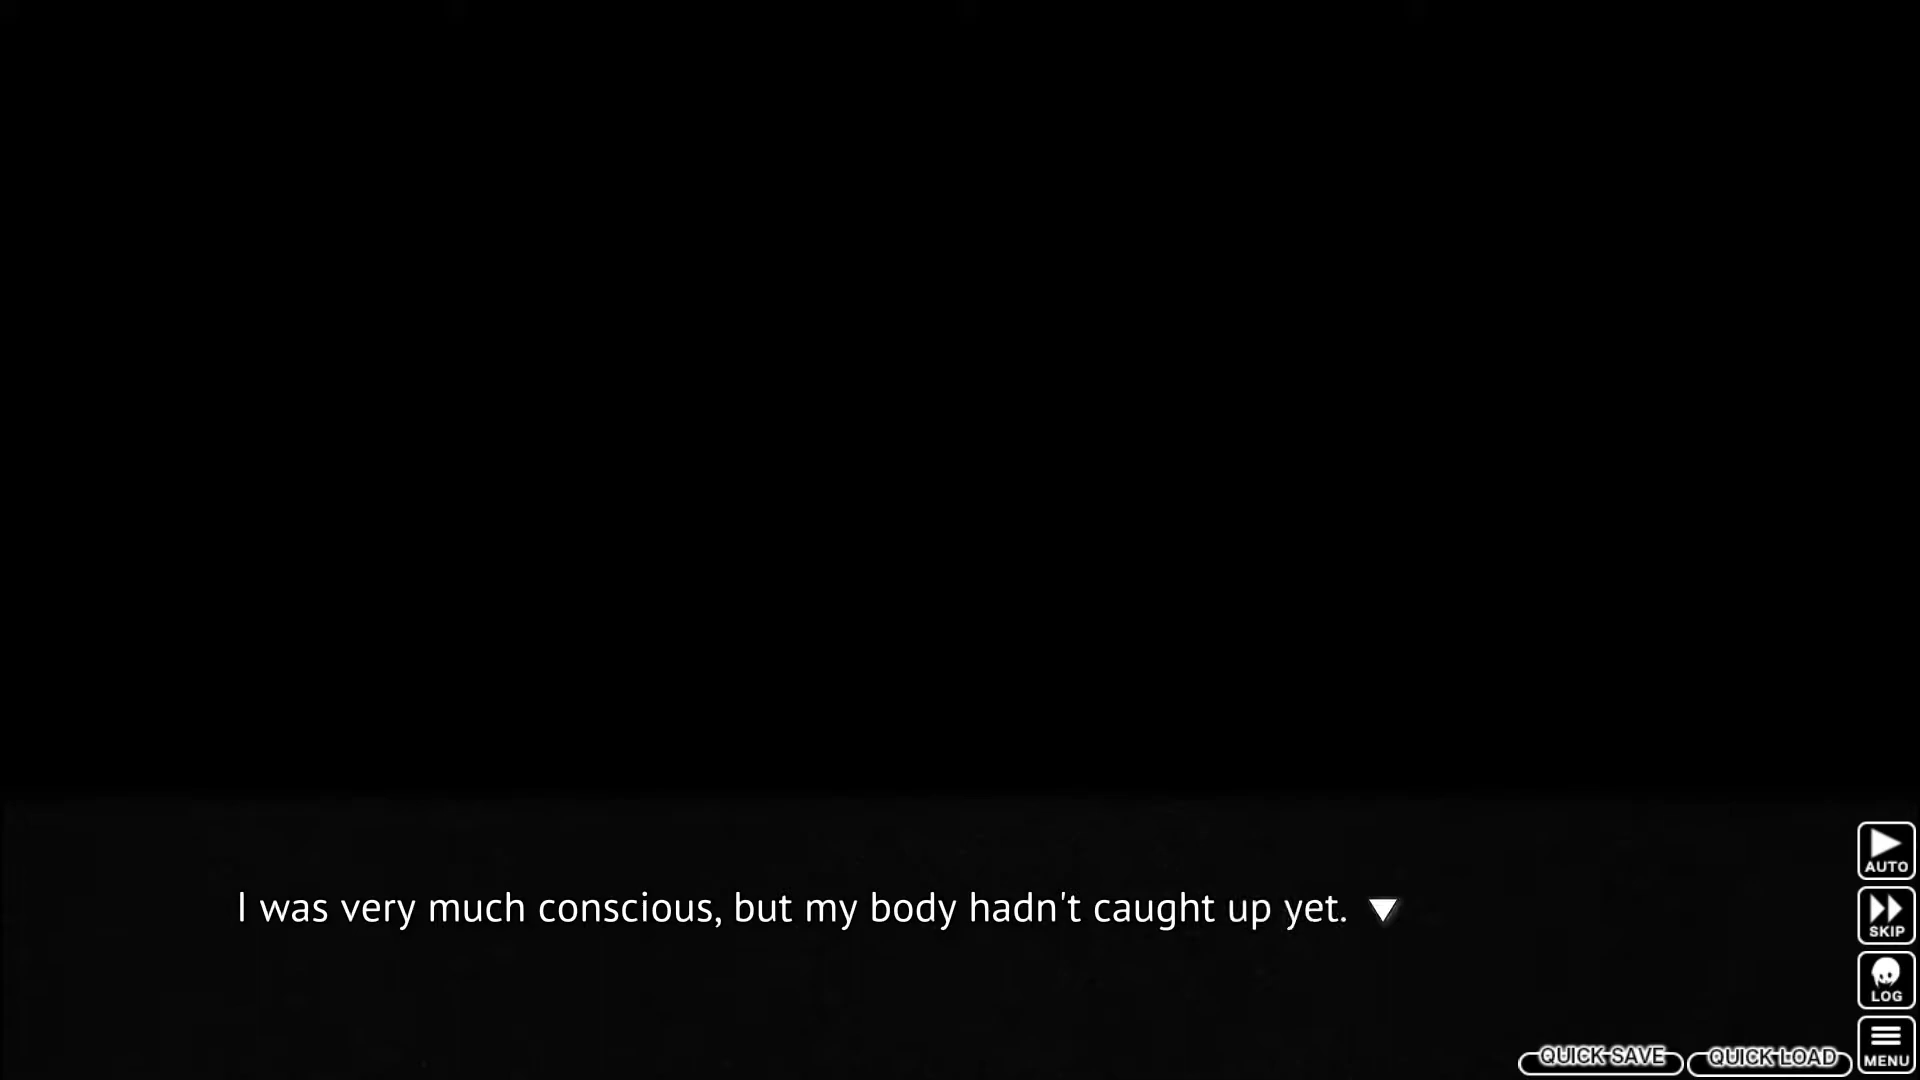 I was very much conscious, but my body hadn't caught up yet.
AUTO
SKIP
LOG
MENU
QUICK SAVE
QUICK LOAD